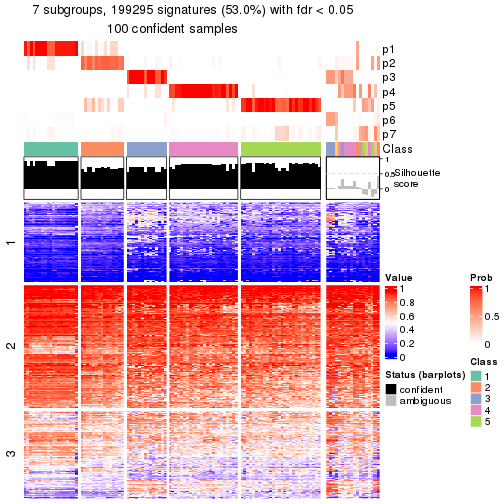 7 subgroups, 199295 signatures (53.0%) with fdr < 0.05
100 confident samples
p1
p2
p3
p4
p5
p6
p7
Class
1
0.5
0
Silhouette
score
1
2
3
Value
1
0.8
0.6
0.4
0.2
0
Status (barplots)
confident
ambiguous
Prob
1
0.5
0
Class
1
2
3
4
5